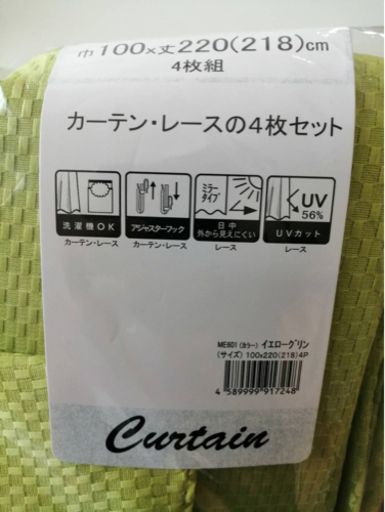 巾100×丈220(218)cm
4枚組
カーテン・レースの4枚セット
洗濯機OK
カーテン・レース
アジャスターフック
カーテン・レース
ミラータイプ
日中
外から見えにくい
レース
UV
56%
UVカット
レース
ME601(カラー) イエローグリン
(サイズ) 100x220(218)4P
4 589999 917248
Curtain